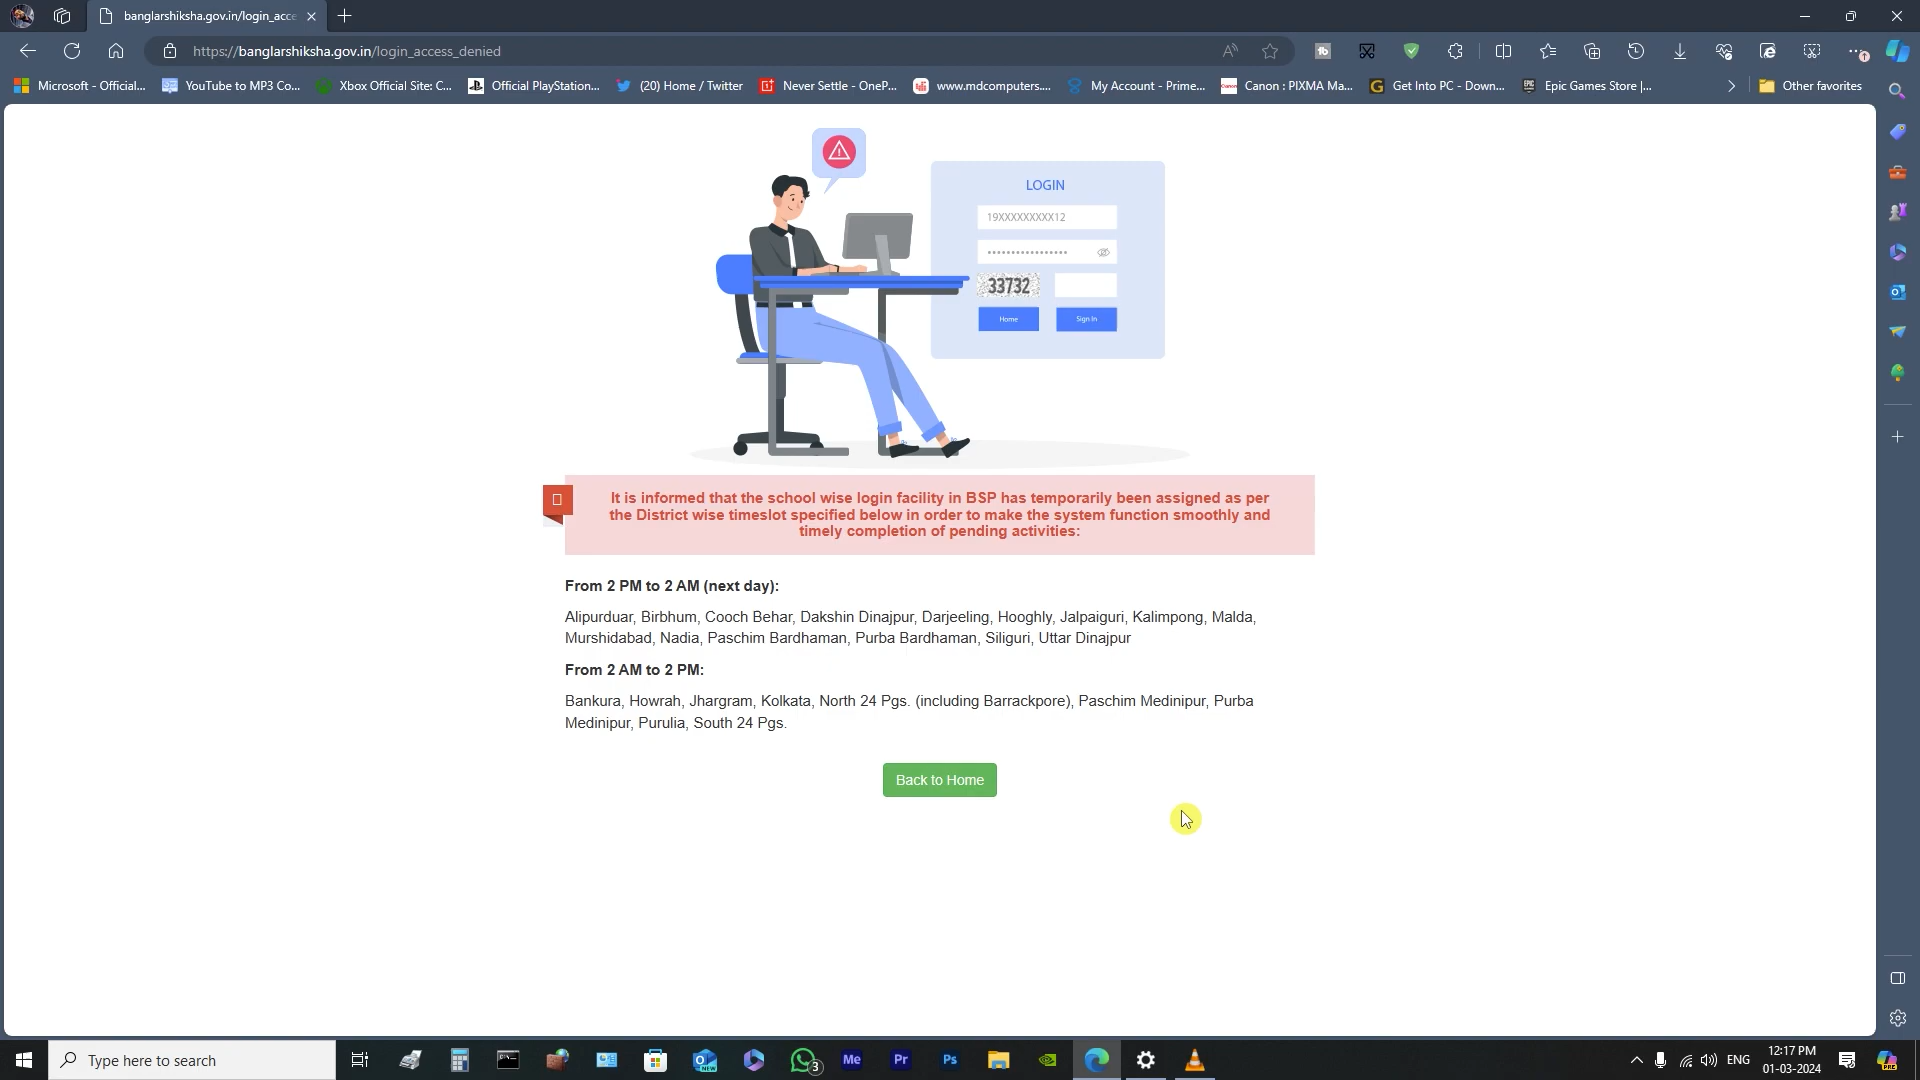 banglarshiksha.gov.in/login_acce
https://banglarshiksha.gov.in/login_access_denied
Microsoft - Official...
YouTube to MP3 Co...
Xbox Official Site: C...
Official PlayStation...
(20) Home / Twitter
Never Settle - OneP...
www.mdcomputers....
My Account - Prime...
Canon : PIXMA Ma...
Get Into PC - Down...
Epic Games Store |...
Other favorites
LOGIN
19XXXXXXXXX12
33732
Home
Sign In
It is informed that the school wise login facility in BSP has temporarily been assigned as per
the District wise timeslot specified below in order to make the system function smoothly and
timely completion of pending activities:
From 2 PM to 2 AM (next day):
Alipurduar, Birbhum, Cooch Behar, Dakshin Dinajpur, Darjeeling, Hooghly, Jalpaiguri, Kalimpong, Malda,
Murshidabad, Nadia, Paschim Bardhaman, Purba Bardhaman, Siliguri, Uttar Dinajpur
From 2 AM to 2 PM:
Bankura, Howrah, Jhargram, Kolkata, North 24 Pgs. (including Barrackpore), Paschim Medinipur, Purba
Medinipur, Purulia, South 24 Pgs.
Back to Home
Type here to search
NEW
3
Me
Pr
Ps
ENG
12:17 PM
01-03-2024
PRE